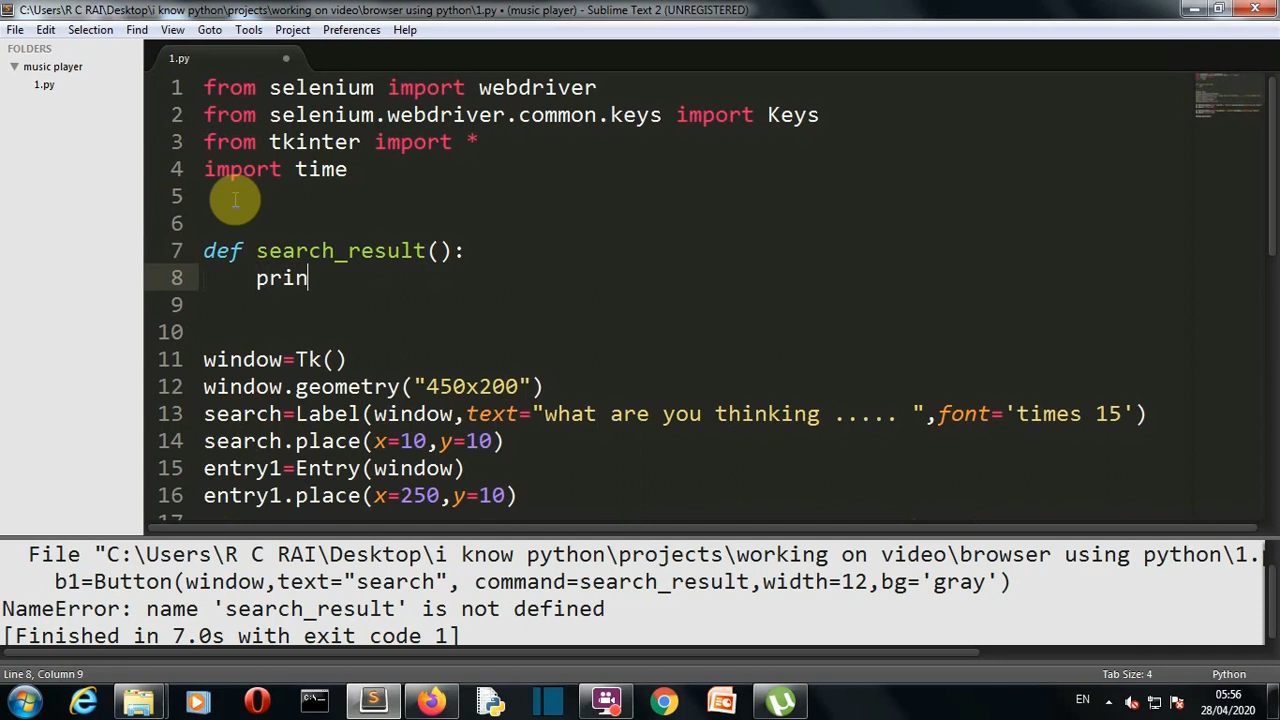 C:\Users\R C RAI\Desktop\i know python\projects\working on video\browser using python\1.py • (music player) - Sublime Text 2 (UNREGISTERED)
File Edit Selection Find View Goto Tools Project Preferences Help
FOLDERS
music player
1.py
1.py
1 from selenium import webdriver
2 from selenium.webdriver.common.keys import Keys
3 from tkinter import *
4 import time
5
6
7 def search_result():
8 prin
9
10
11 window=Tk()
12 window.geometry("450x200")
13 search=Label(window,text="what are you thinking ..... ",font='times 15')
14 search.place(x=10,y=10)
15 entry1=Entry(window)
16 entry1.place(x=250,y=10)
17
File "C:\Users\R C RAI\Desktop\i know python\projects\working on video\browser using python\1.
b1=Button(window,text="search", command=search_result,width=12,bg='gray')
NameError: name 'search_result' is not defined
[Finished in 7.0s with exit code 1]
Line 8, Column 9 Tab Size: 4 Python
EN 05:56
28/04/2020